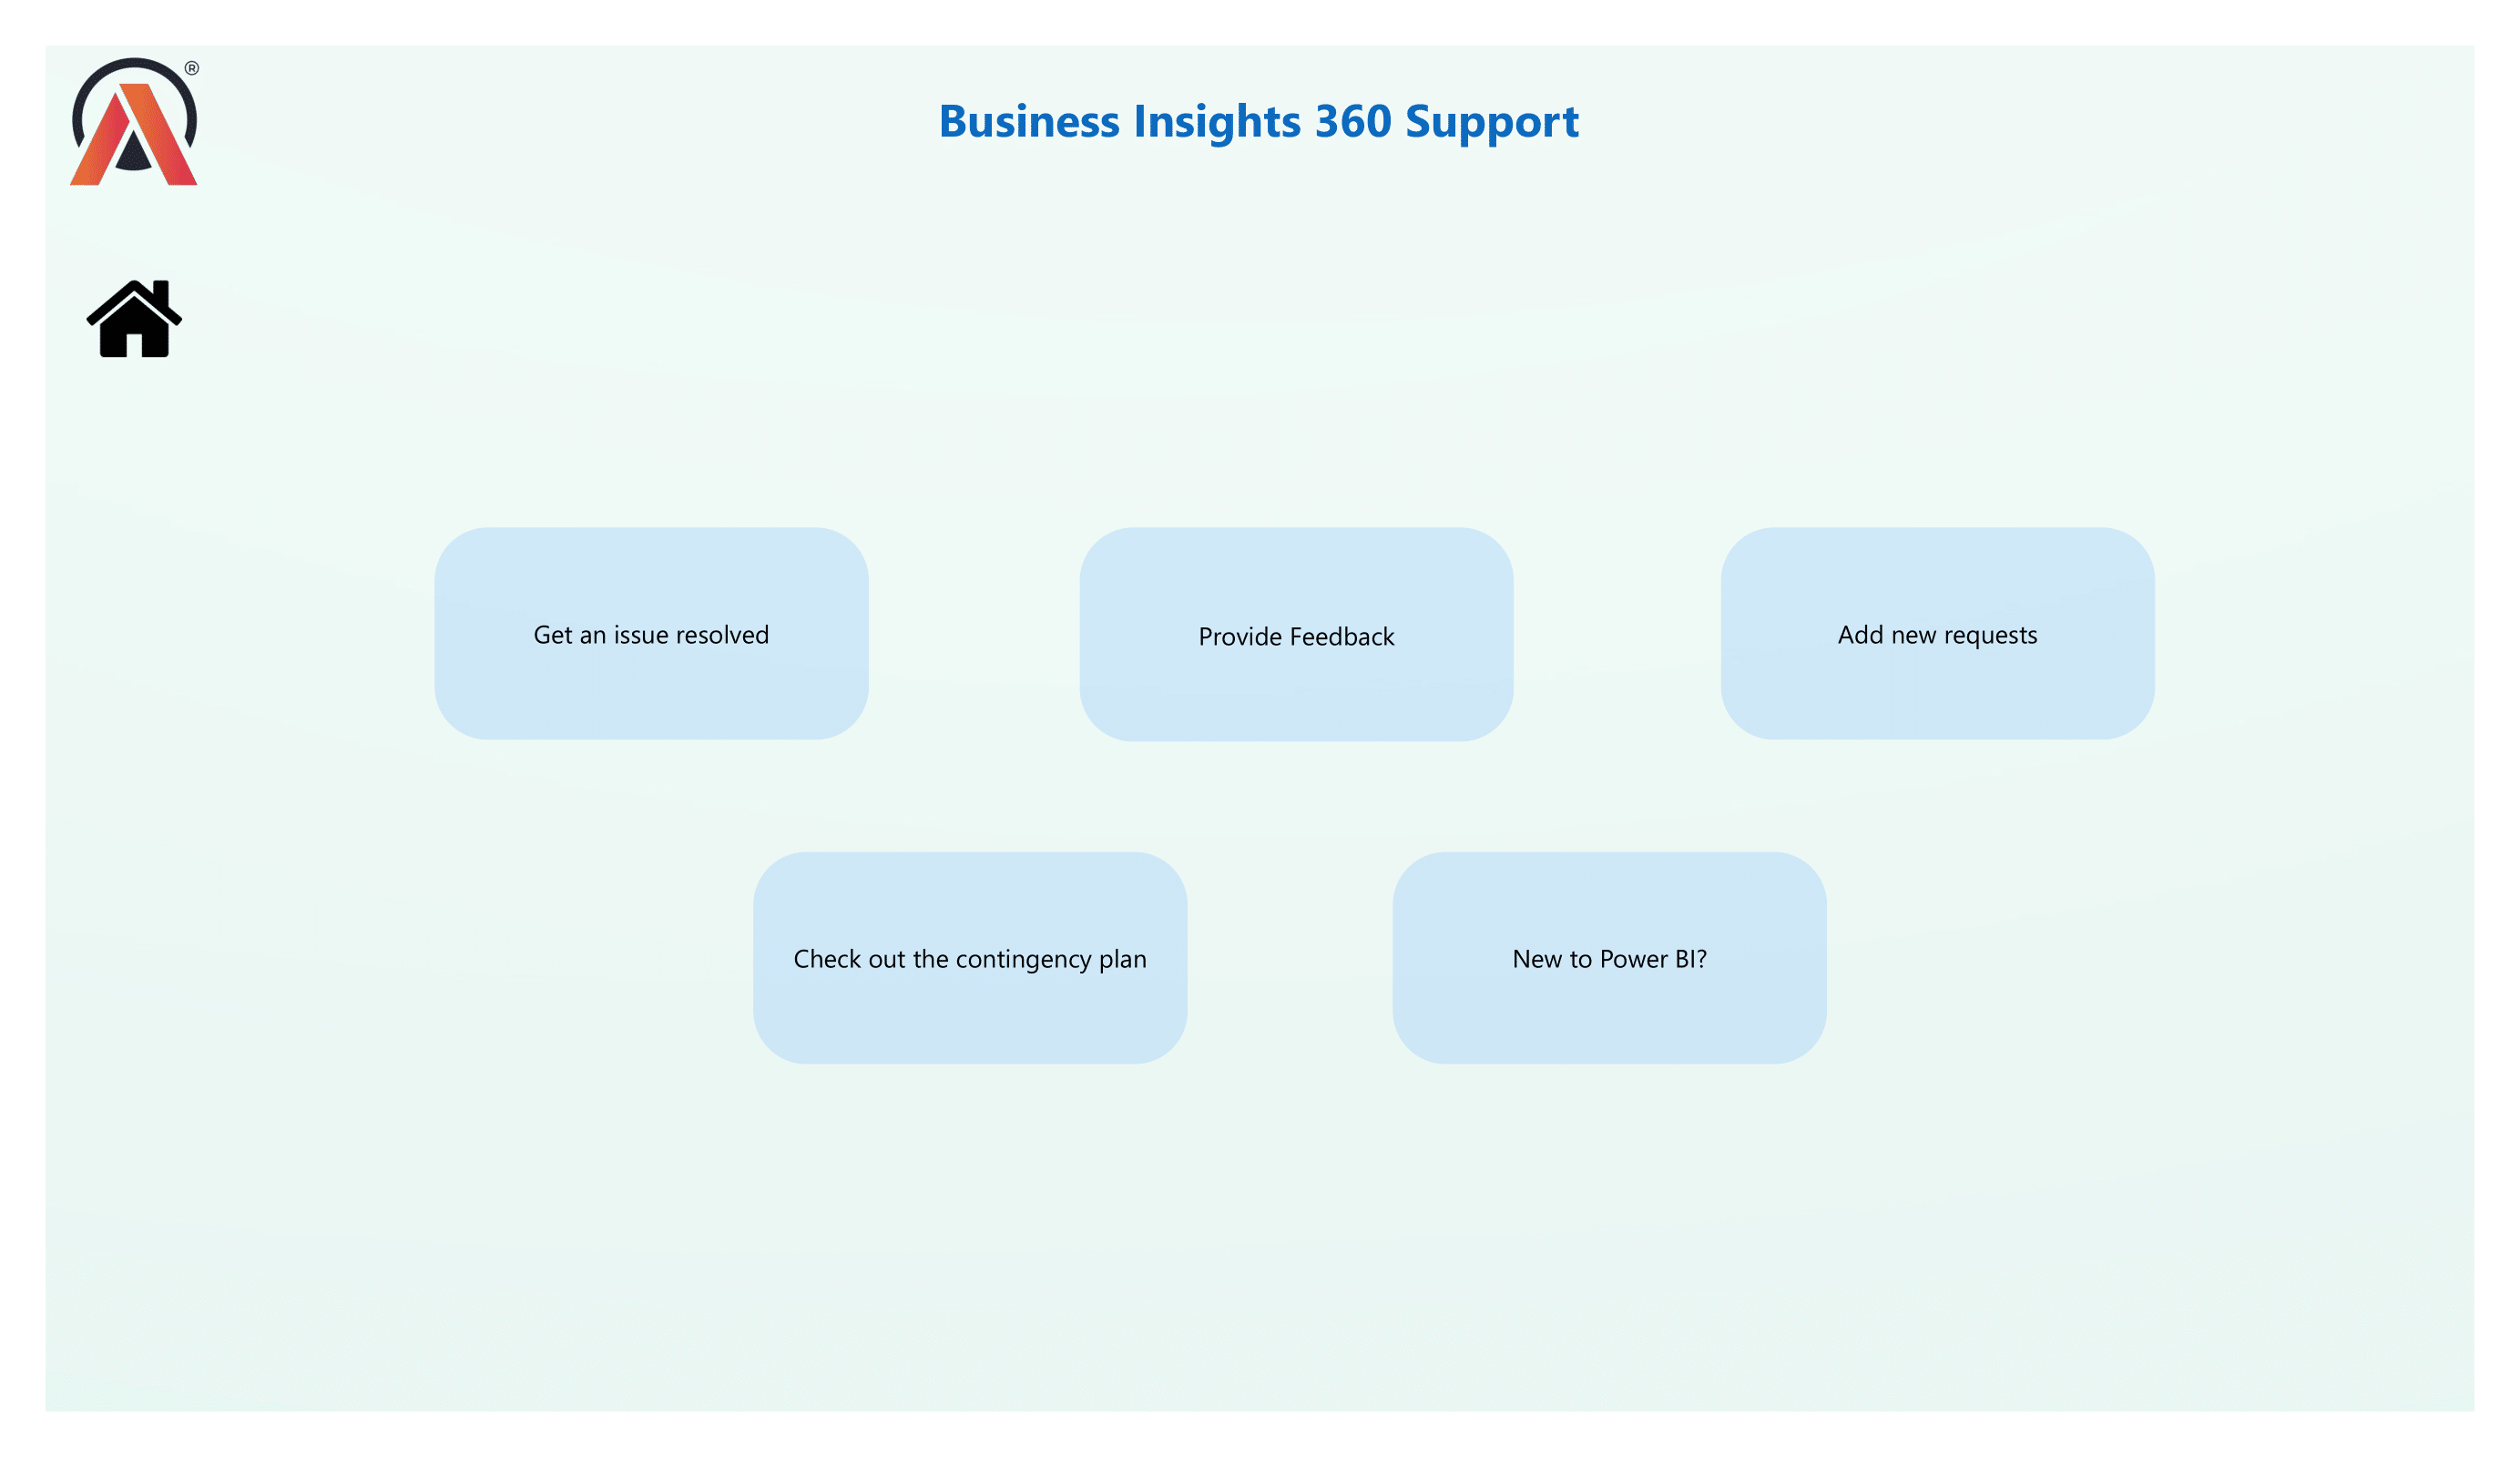 ®
Business Insights 360 Support
Get an issue resolved
Provide Feedback
Add new requests
Check out the contingency plan
New to Power BI?